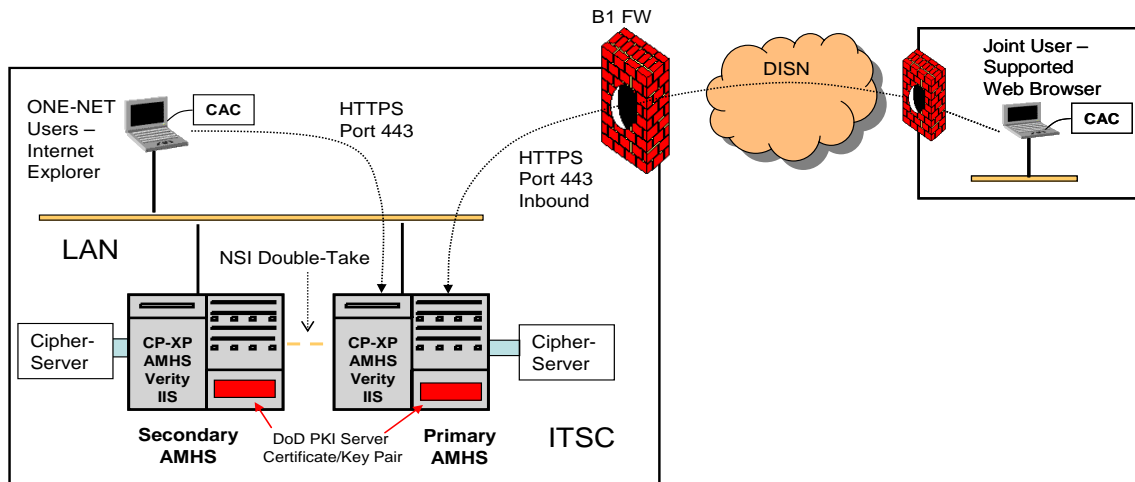 B1 FW
ONE-NET
Users –
Internet
Explorer
CAC
HTTPS
Port 443
HTTPS
Port 443
Inbound
DISN
Joint User –
Supported
Web Browser
CAC
LAN
NSI Double-Take
Cipher-
Server
CP-XP
AMHS
Verity
IIS
CP-XP
AMHS
Verity
IIS
Cipher-
Server
Secondary
AMHS
DoD PKI Server
Certificate/Key Pair
Primary
AMHS
ITSC